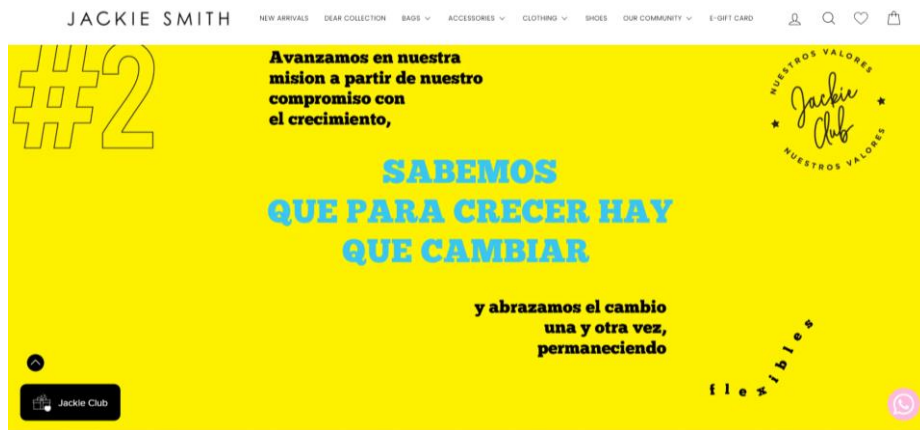 JACKIE SMITH
NEW ARRIVALS DEAR COLLECTION BAGS ACCESSORIES CLOTHING SHOES OUR COMMUNITY E-GIFT CARD
#2
Avanzamos en nuestra
mision a partir de nuestro
compromiso con
el crecimiento,
NUESTROS VALORES
Jackie
Club
NUESTROS VALORES
SABEMOS
QUE PARA CRECER HAY
QUE CAMBIAR
y abrazamos el cambio
una y otra vez,
permaneciendo
flexibles
Jackie Club